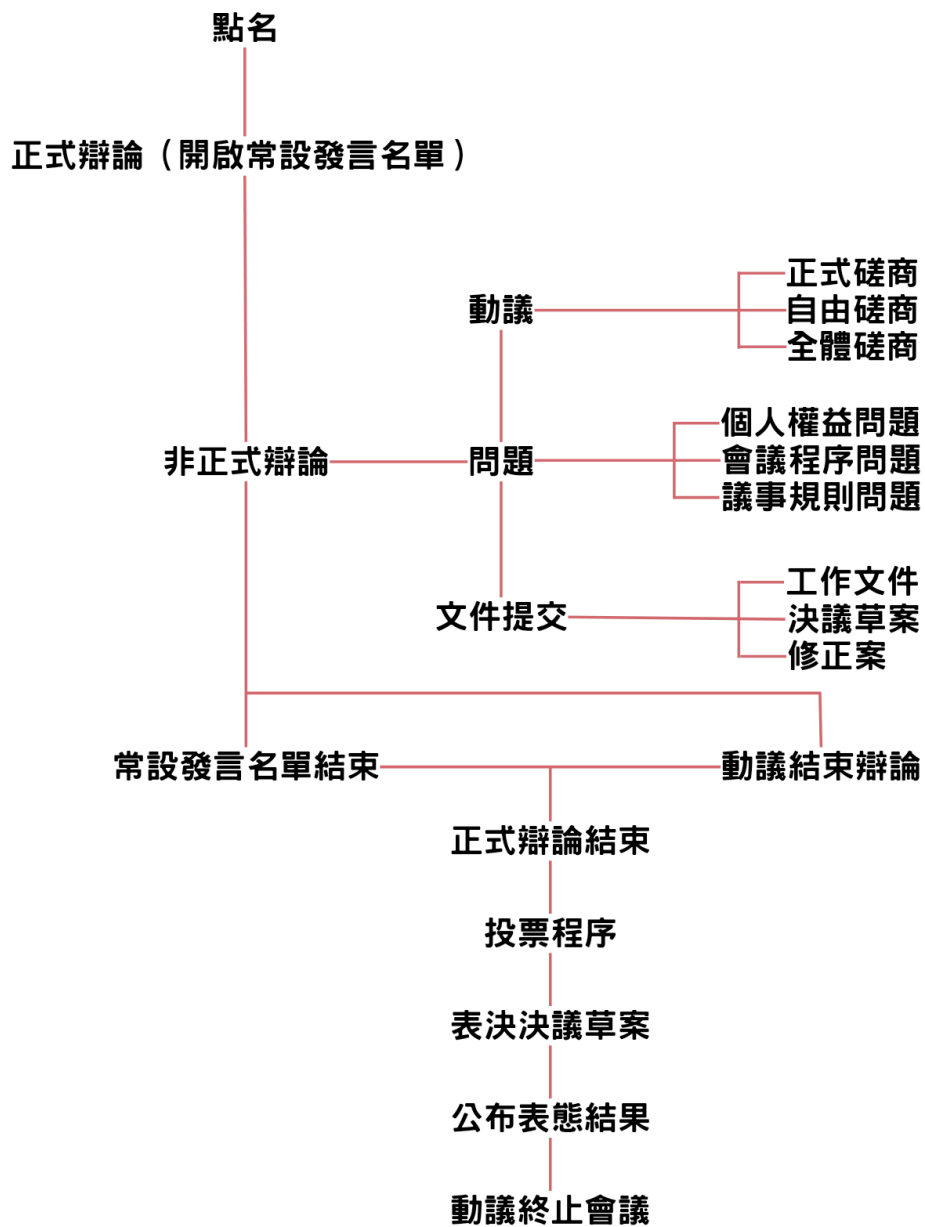 點名
正式辯論（開啟常設發言名單）
動議
正式磋商
自由磋商
全體磋商
非正式辯論
問題
個人權益問題
會議程序問題
議事規則問題
文件提交
工作文件
決議草案
修正案
常設發言名單結束
動議結束辯論
正式辯論結束
投票程序
表決決議草案
公布表態結果
動議終止會議